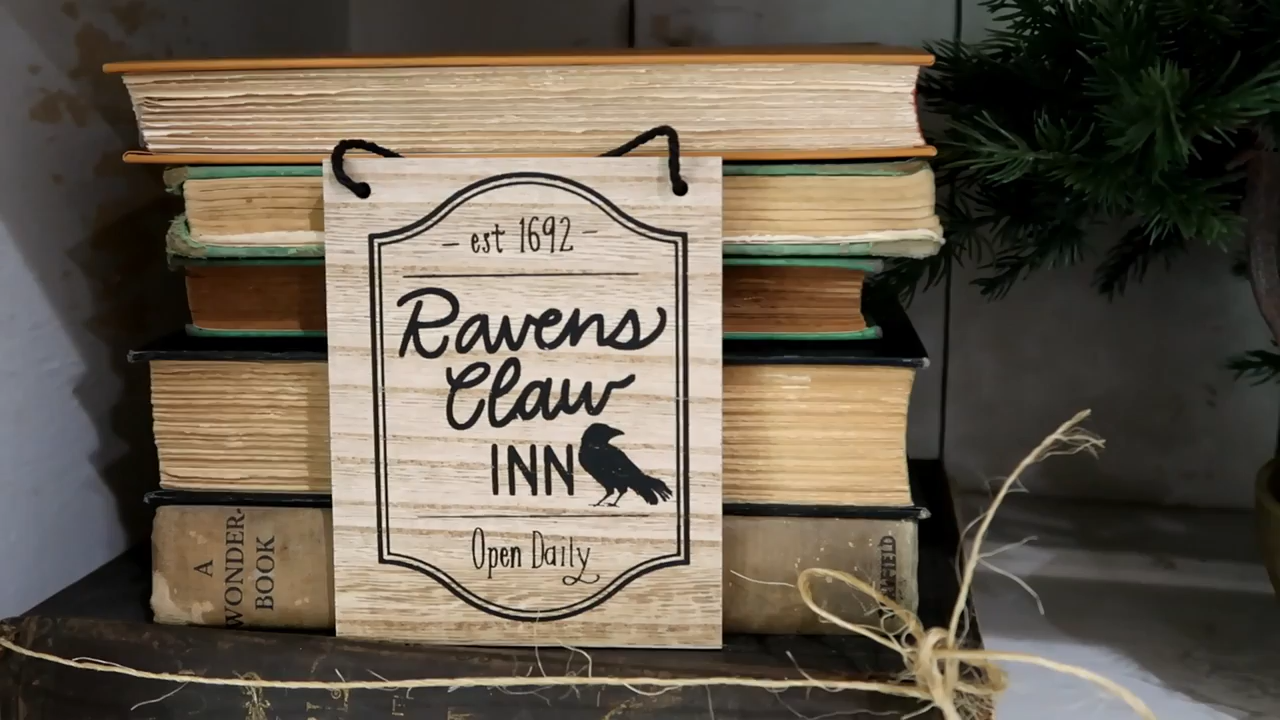 – est 1692 –
Ravens
Claw
INN
Open Daily
A
WONDER-
BOOK